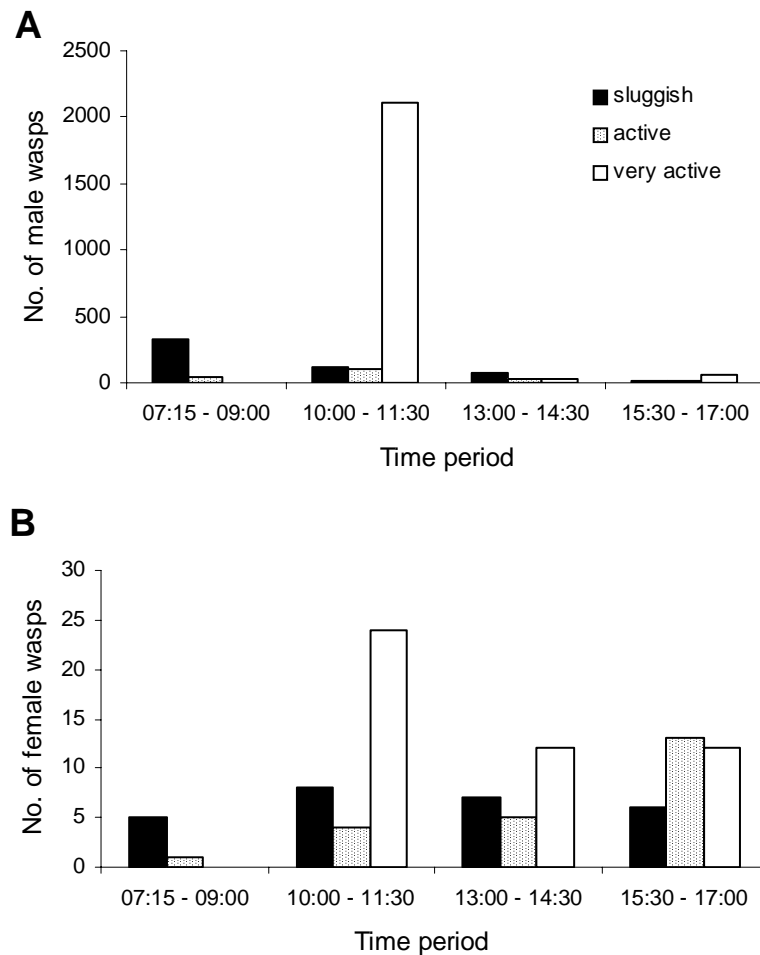 A
No. of male wasps
2500
2000
1500
1000
500
0
sluggish
active
very active
07:15 - 09:00 10:00 - 11:30 13:00 - 14:30 15:30 - 17:00
Time period
B
No. of female wasps
30
25
20
15
10
5
0
07:15 - 09:00 10:00 - 11:30 13:00 - 14:30 15:30 - 17:00
Time period